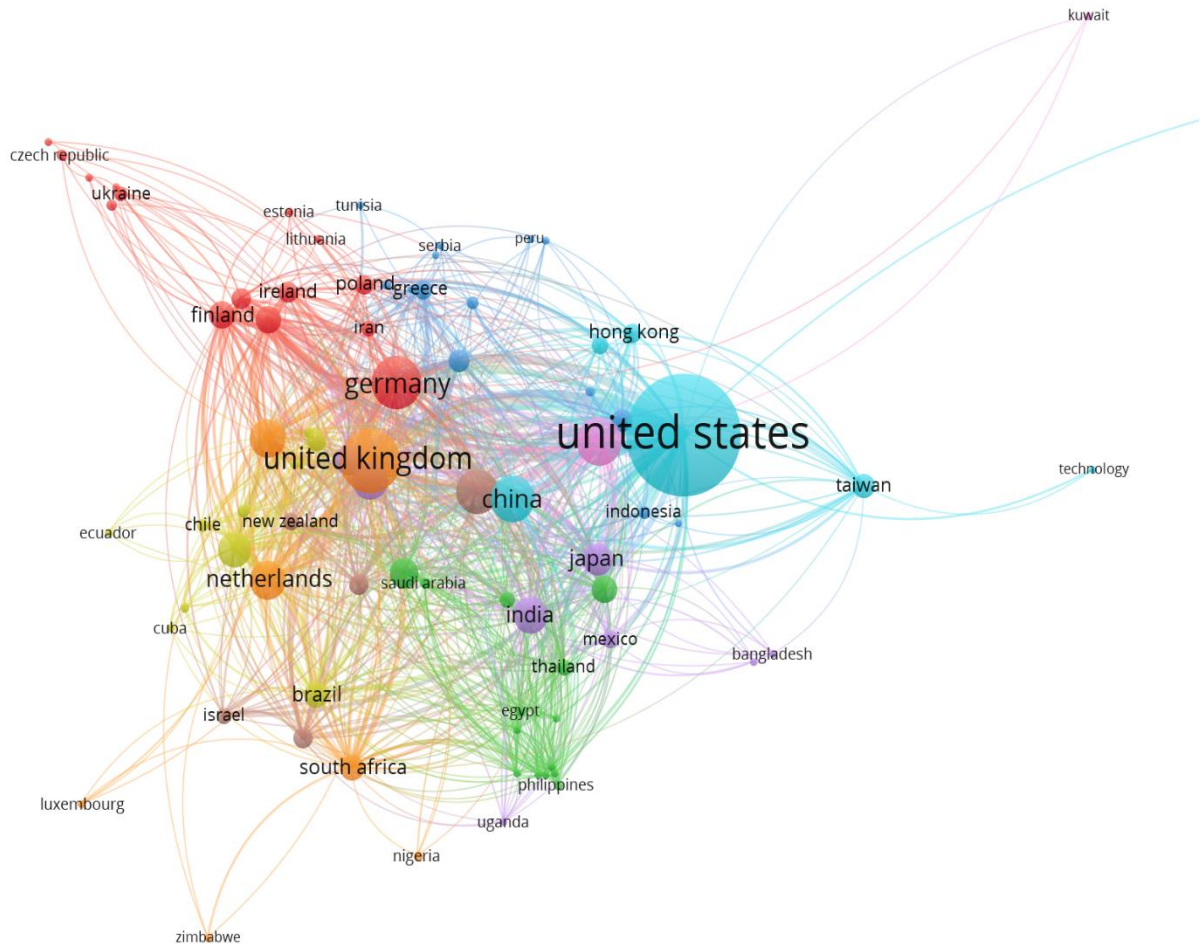 kuwait
czech republic
ukraine
estonia
tunisia
lithuania
serbia
peru
finland
ireland
poland
greece
iran
hong kong
germany
united states
united kingdom
technology
taiwan
china
indonesia
ecuador
chile
new zealand
japan
netherlands
saudi arabia
india
cuba
mexico
bangladesh
thailand
brazil
israel
egypt
south africa
philippines
luxembourg
uganda
nigeria
zimbabwe